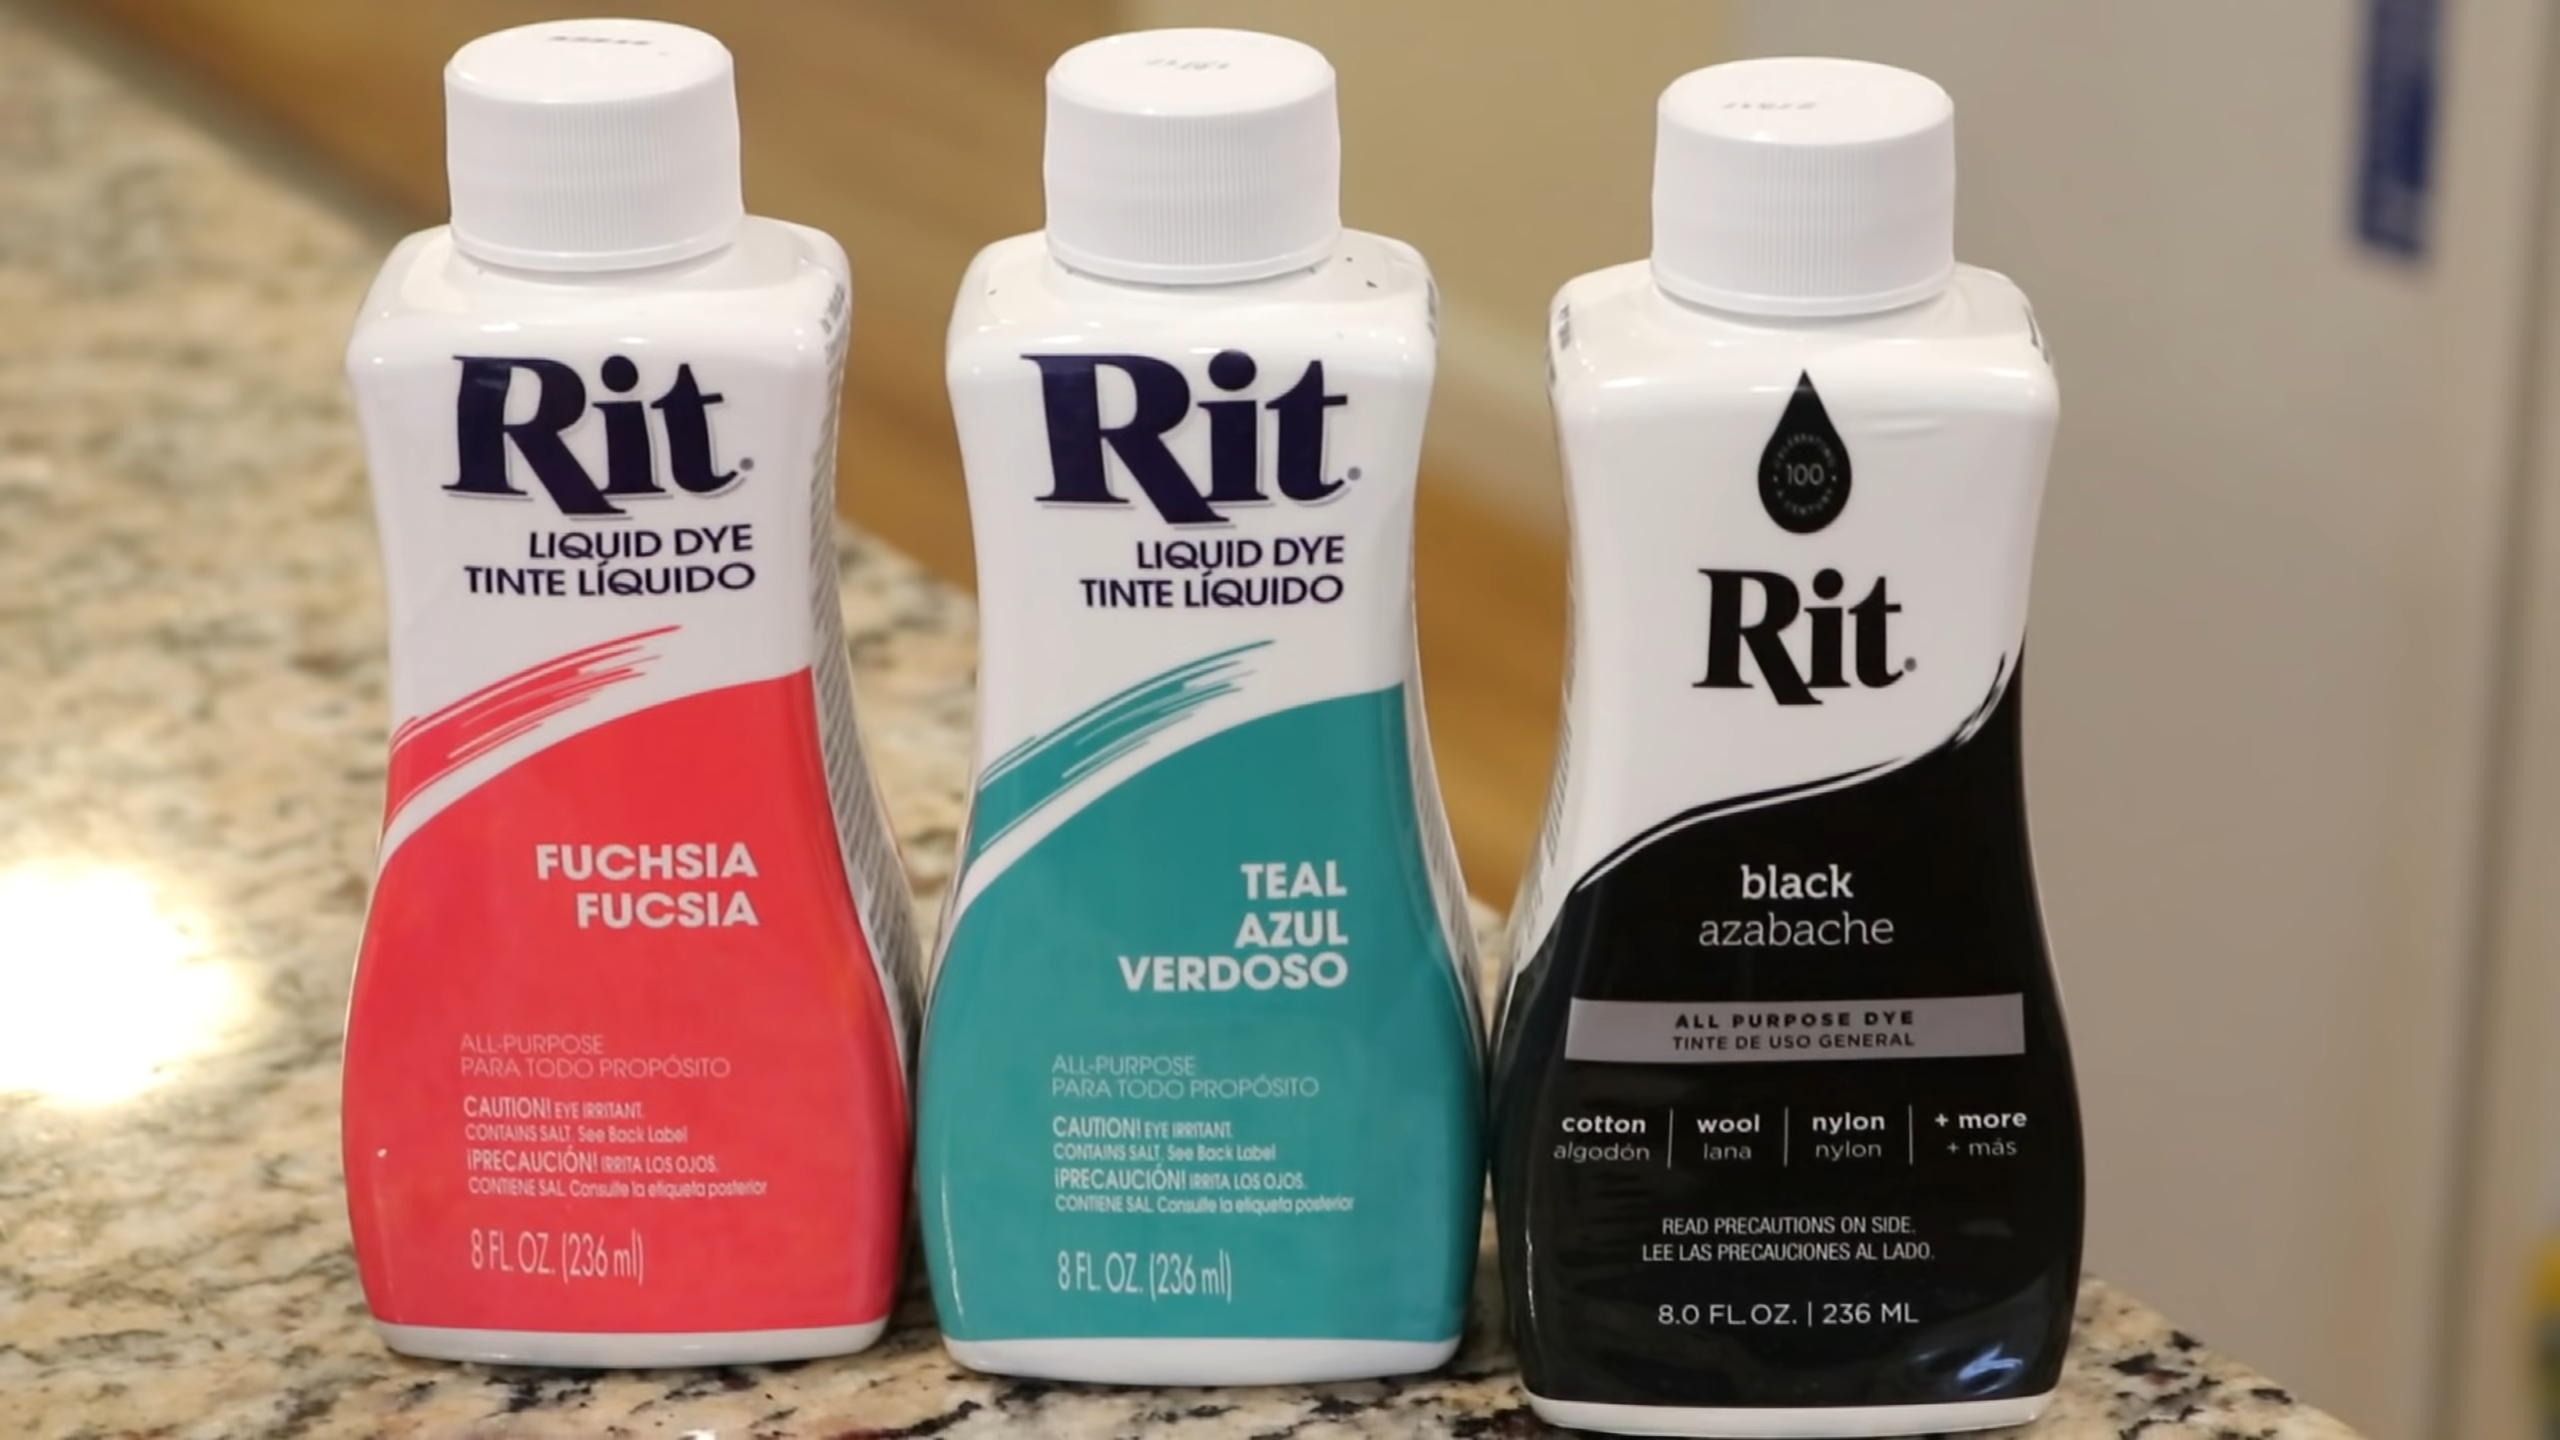 Rit
LIQUID DYE
TINTE LÍQUIDO
FUCHSIA
FUCSIA
ALL-PURPOSE
PARA TODO PROPÓSITO
CAUTION! EYE IRRITANT.
CONTAINS SALT. See Back Label
¡PRECAUCIÓN! IRRITA LOS OJOS.
CONTIENE SAL. Consulte la etiqueta posterior
8 FL. OZ. (236 ml)
Rit
LIQUID DYE
TINTE LÍQUIDO
TEAL
AZUL
VERDOSO
ALL-PURPOSE
PARA TODO PROPÓSITO
CAUTION! EYE IRRITANT.
CONTAINS SALT. See Back Label
¡PRECAUCIÓN! IRRITA LOS OJOS.
CONTIENE SAL. Consulte la etiqueta posterior
8 FL. OZ. (236 ml)
CELEBRATING
100
A CENTURY
Rit
black
azabache
ALL PURPOSE DYE
TINTE DE USO GENERAL
cotton | wool | nylon | + more
algodón | lana | nylon | + más
READ PRECAUTIONS ON SIDE.
LEE LAS PRECAUCIONES AL LADO.
8.0 FL.OZ. | 236 ML